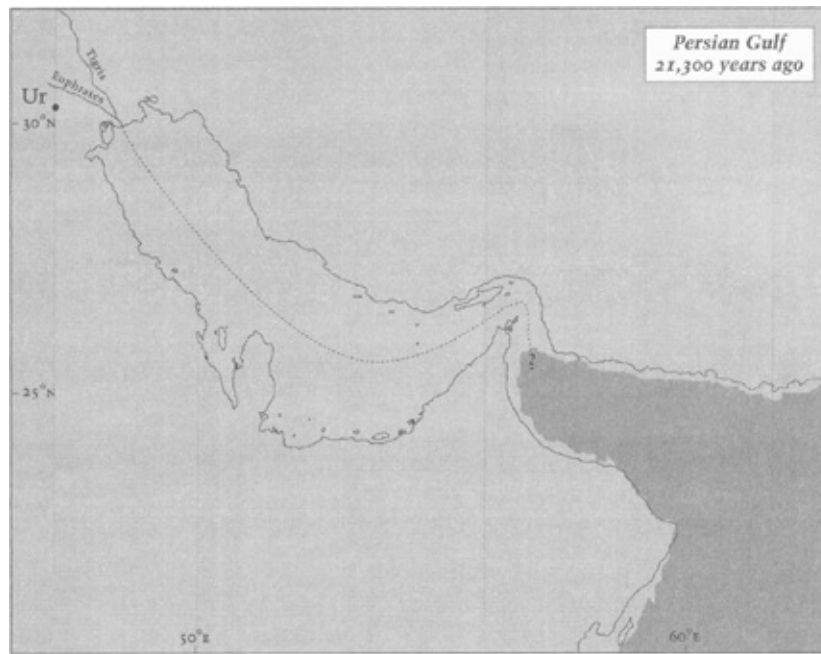 Persian Gulf
21,300 years ago
Tigris
Euphrates
Ur
30°N
25°N
50°E
60°E